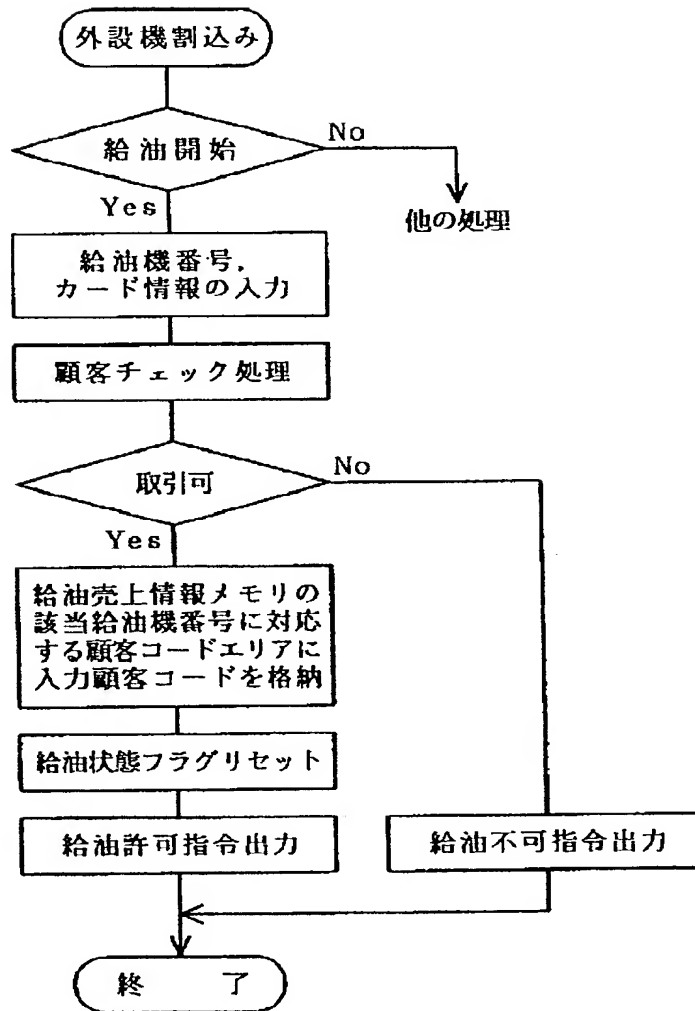 外設機割込み
給油開始
No
Yes
他の処理
給油機番号,
カード情報の入力
顧客チェック処理
取引可
No
Yes
給油売上情報メモリの
該当給油機番号に対応
する顧客コードエリアに
入力顧客コードを格納
給油状態フラグリセット
給油許可指令出力
給油不可指令出力
終 了